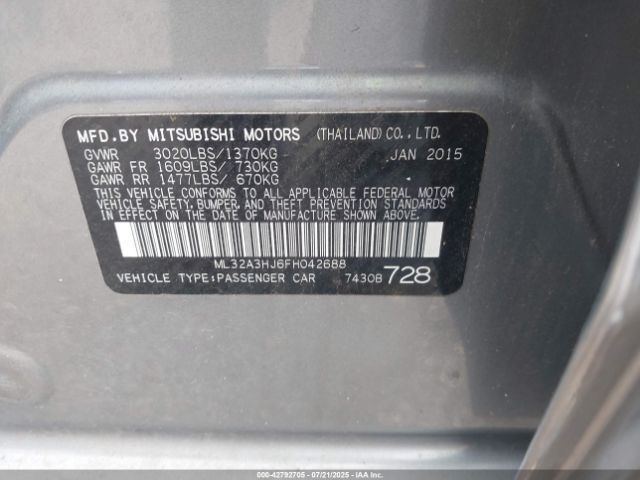 MFD. BY MITSUBISHI MOTORS (THAILAND) CO., LTD.
GVWR 3020LBS/1370KG JAN 2015
GAWR FR 1609LBS/ 730KG
GAWR RR 1477LBS/ 670KG
THIS VEHICLE CONFORMS TO ALL APPLICABLE FEDERAL MOTOR
VEHICLE SAFETY, BUMPER, AND THEFT PREVENTION STANDARDS
IN EFFECT ON THE DATE OF MANUFACTURE SHOWN ABOVE.
ML32A3HJ6FH042688
VEHICLE TYPE:PASSENGER CAR 7430B 728
000-42792705 - 07/21/2025 - IAA Inc.